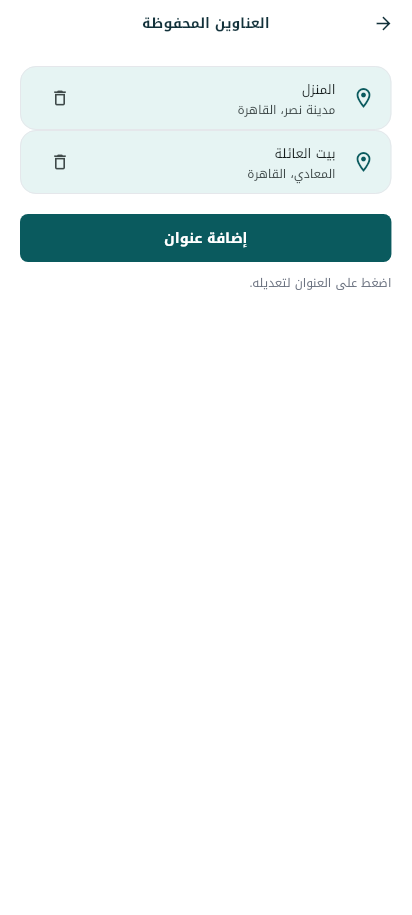 العناوين المحفوظة
المنزل
مدينة نصر، القاهرة
بيت العائلة
المعادي، القاهرة
إضافة عنوان
اضغط على العنوان لتعديله.